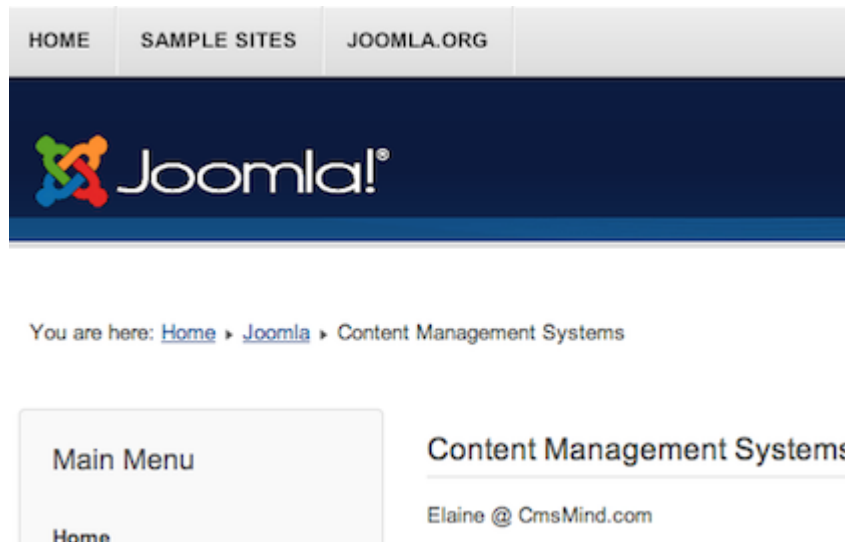 HOME SAMPLE SITES JOOMLA.ORG
Joomla!®
You are here: Home ▸ Joomla ▸ Content Management Systems
Main Menu
Content Management Systems
Elaine @ CmsMind.com
Home